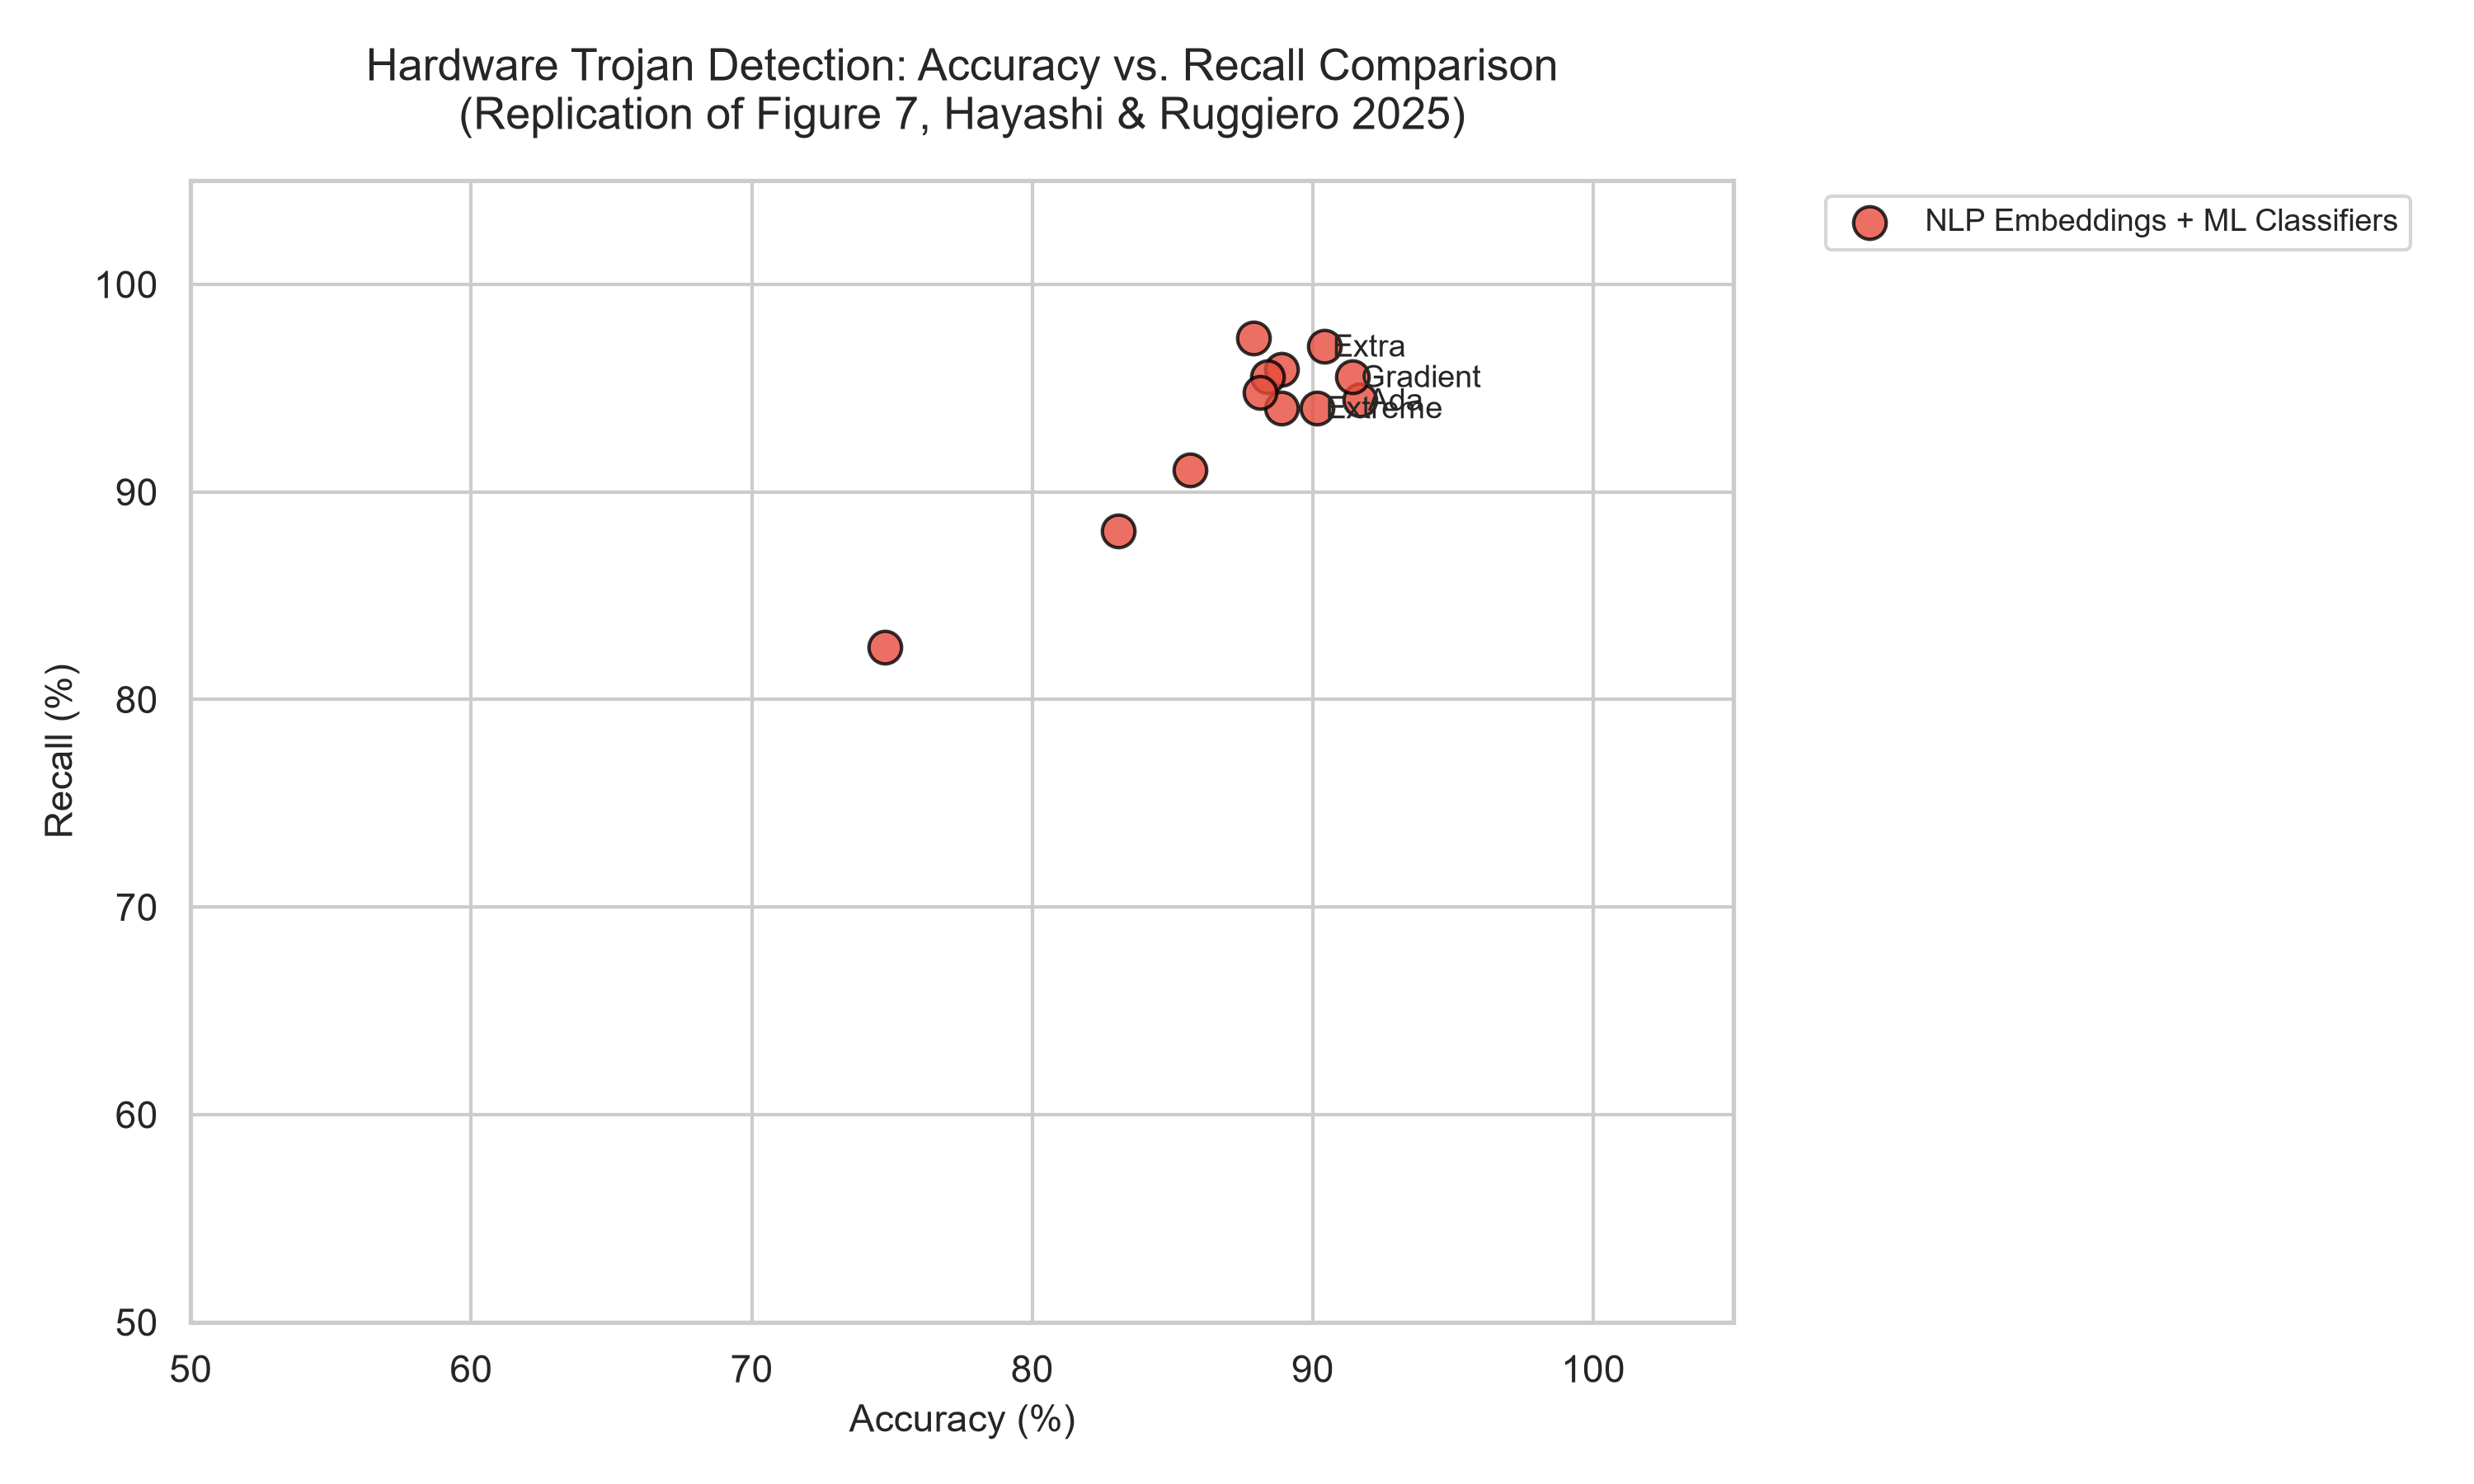 Hardware Trojan Detection: Accuracy vs. Recall Comparison
(Replication of Figure 7, Hayashi & Ruggiero 2025)
NLP Embeddings + ML Classifiers
100
90
80
70
60
50
Recall (%)
Extra
Gradient
Ada
Extreme
50 60 70 80 90 100
Accuracy (%)